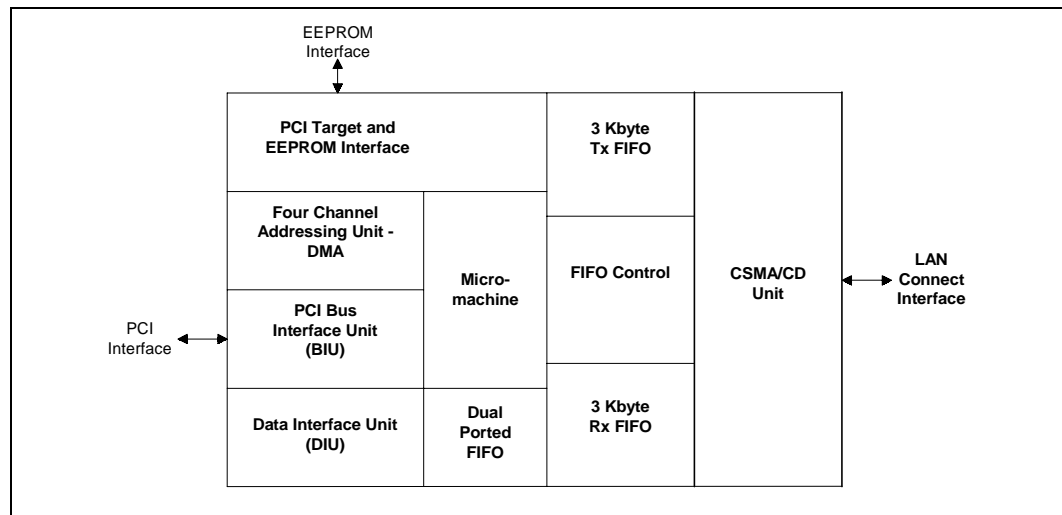 EEPROM
Interface
PCI Target and
EEPROM Interface
3 Kbyte
Tx FIFO
Four Channel
Addressing Unit -
DMA
Micro-
machine
FIFO Control
CSMA/CD
Unit
LAN
Connect
Interface
PCI
Interface
PCI Bus
Interface Unit
(BIU)
Data Interface Unit
(DIU)
Dual
Ported
FIFO
3 Kbyte
Rx FIFO